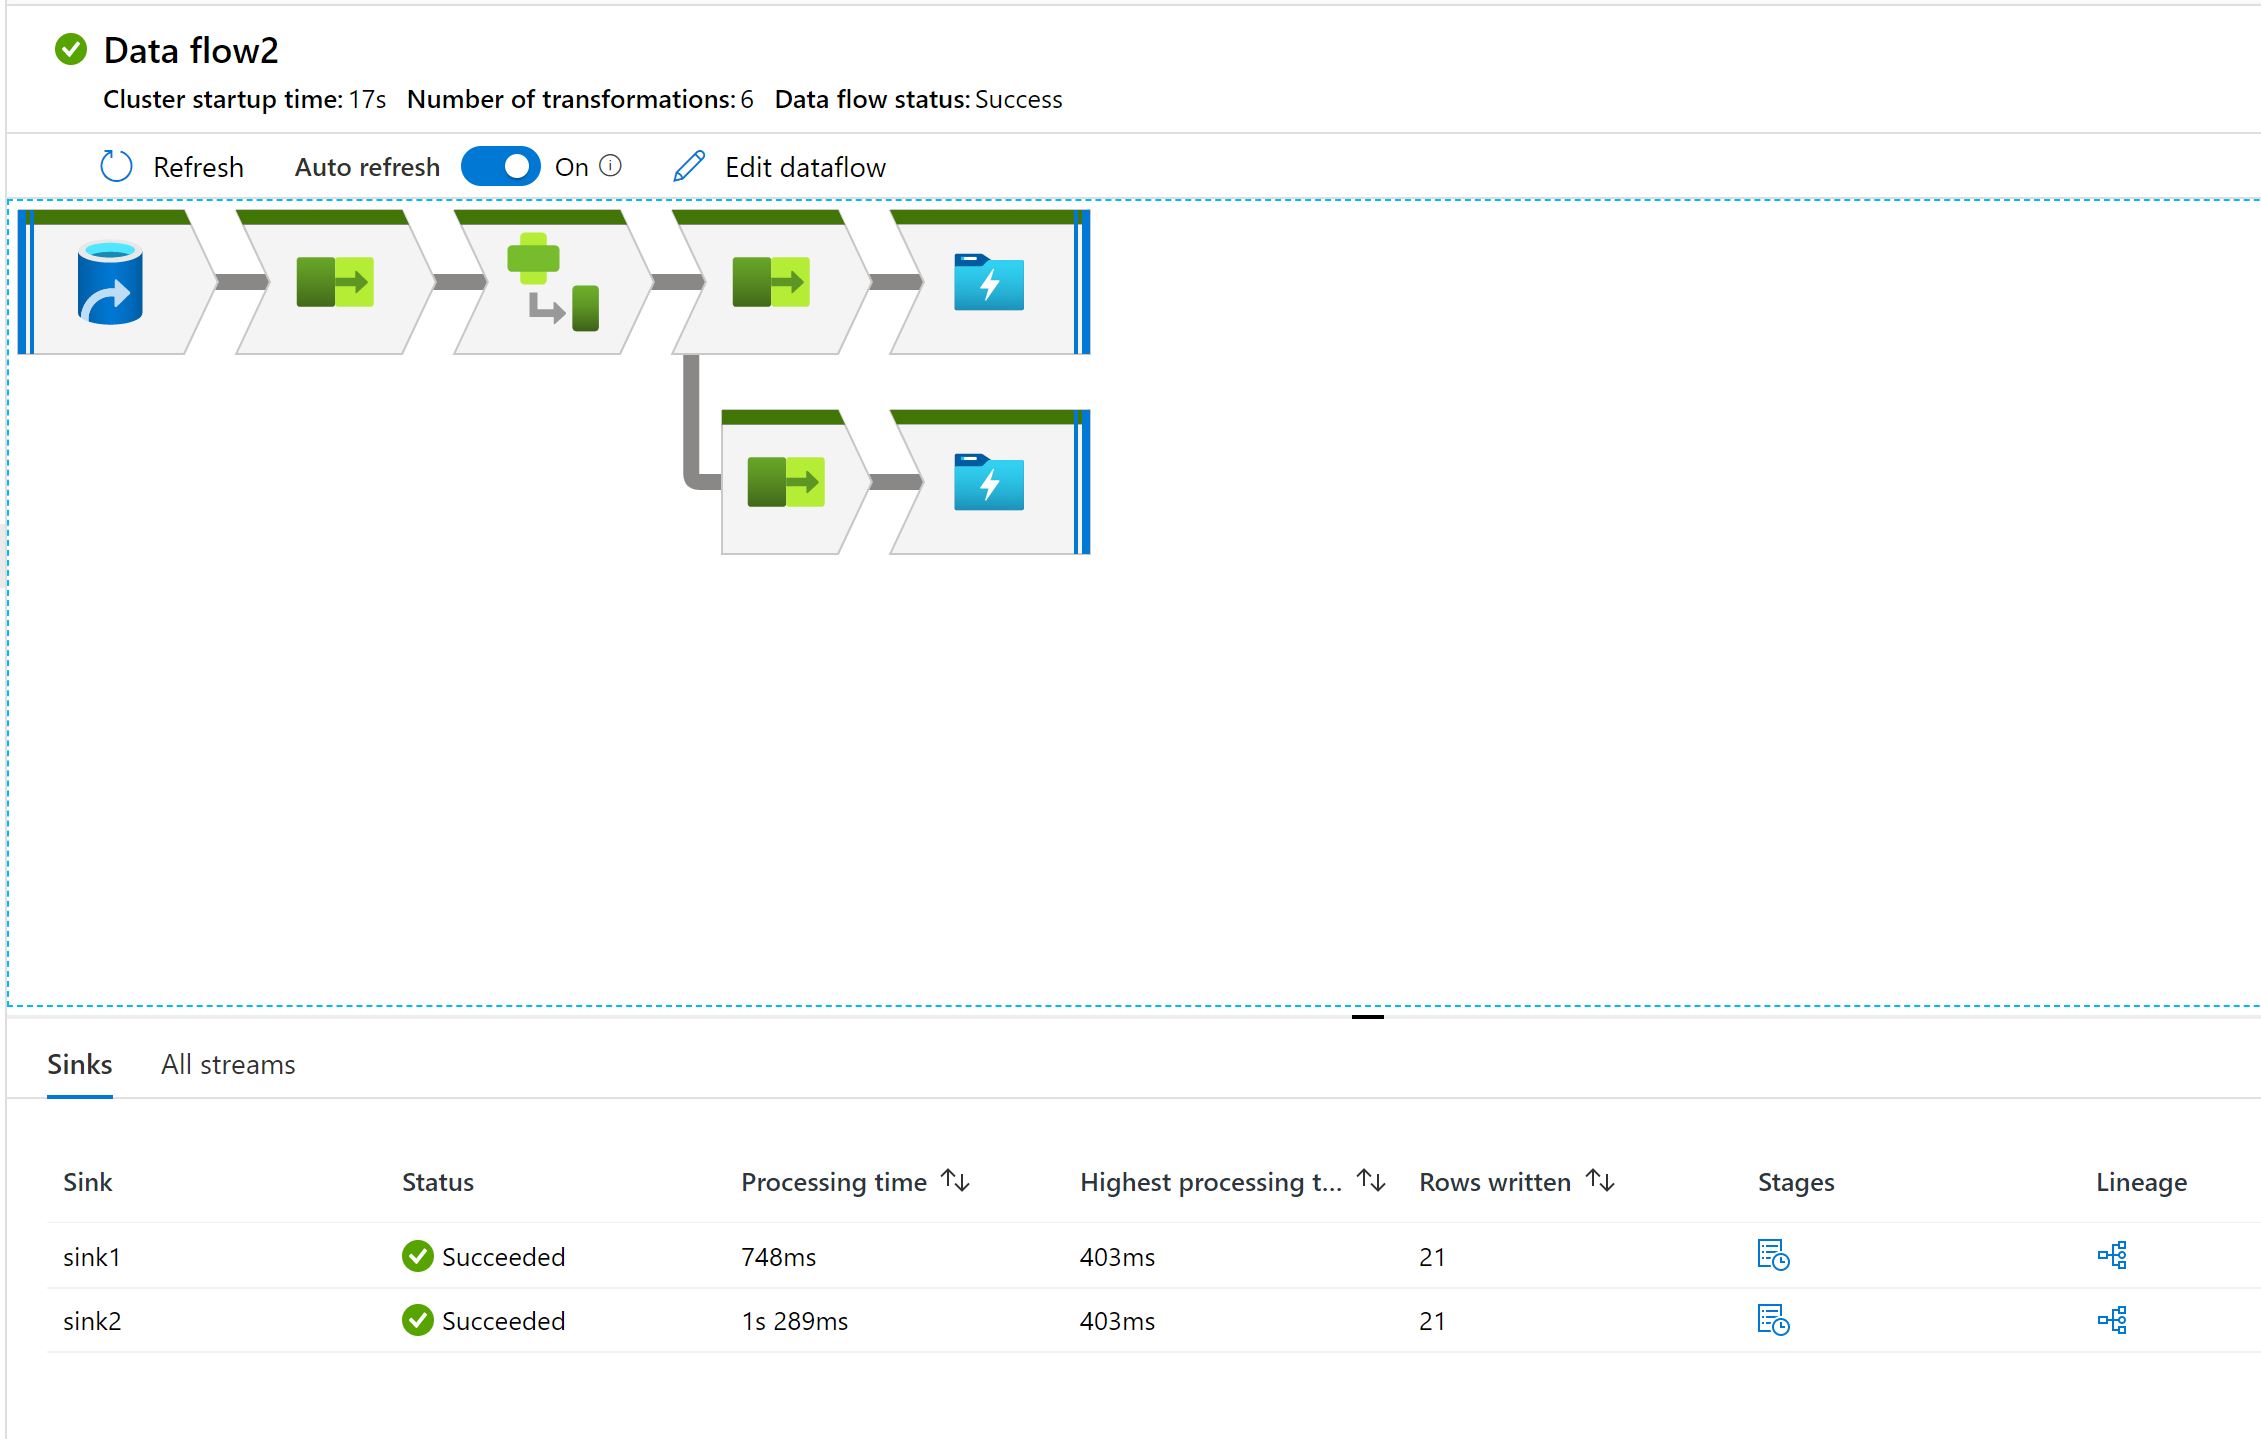 Data flow2
Cluster startup time: 17s Number of transformations: 6 Data flow status: Success
Refresh Auto refresh On Edit dataflow
Sinks All streams
Sink Status Processing time Highest processing t... Rows written Stages Lineage
sink1 Succeeded 748ms 403ms 21
sink2 Succeeded 1s 289ms 403ms 21